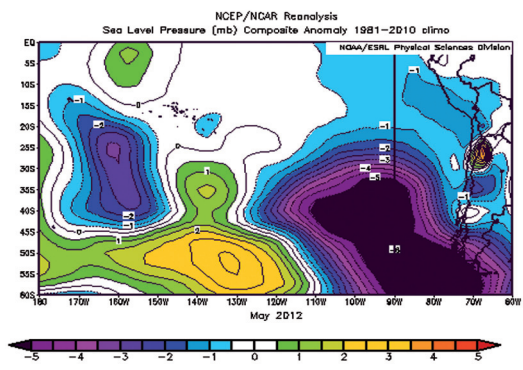 NCEP/NCAR Reanalysis
Sea Level Pressure (mb) Composite Anomaly 1981-2010 climo
NOAA/ESRL Physical Sciences Division
EQ
5S
10S
15S
20S
25S
30S
35S
40S
45S
50S
55S
60S
180 170W 160W 150W 140W 130W 120W 110W 100W 90W 80W 70W 60W
May 2012
-5 -4 -3 -2 -1 0 1 2 3 4 5